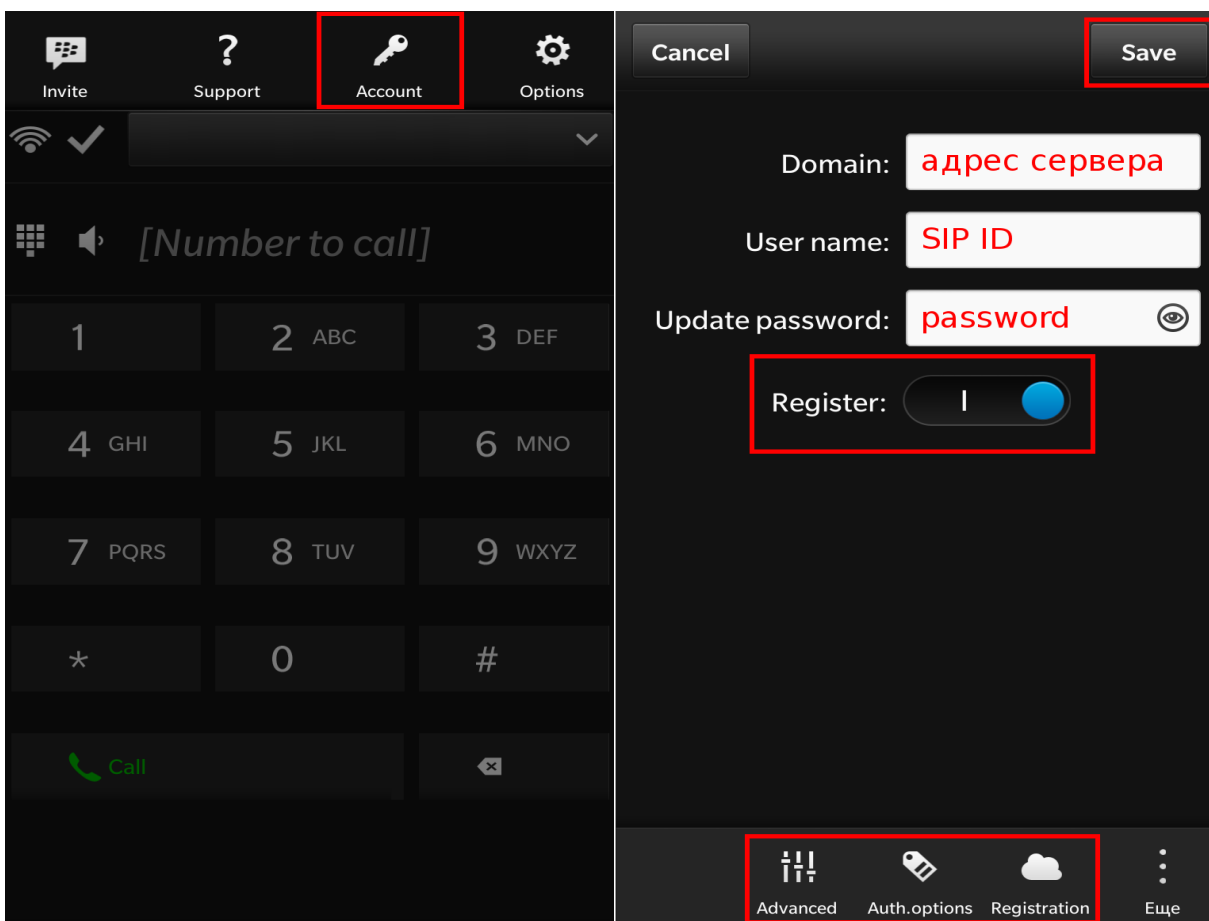 Invite
Support
Account
Options
[Number to call]
1
2 ABC
3 DEF
4 GHI
5 JKL
6 MNO
7 PQRS
8 TUV
9 WXYZ
*
0
#
Call
Cancel
Save
Domain: адрес сервера
User name: SIP ID
Update password: password
Register: I
Advanced
Auth.options
Registration
Еще